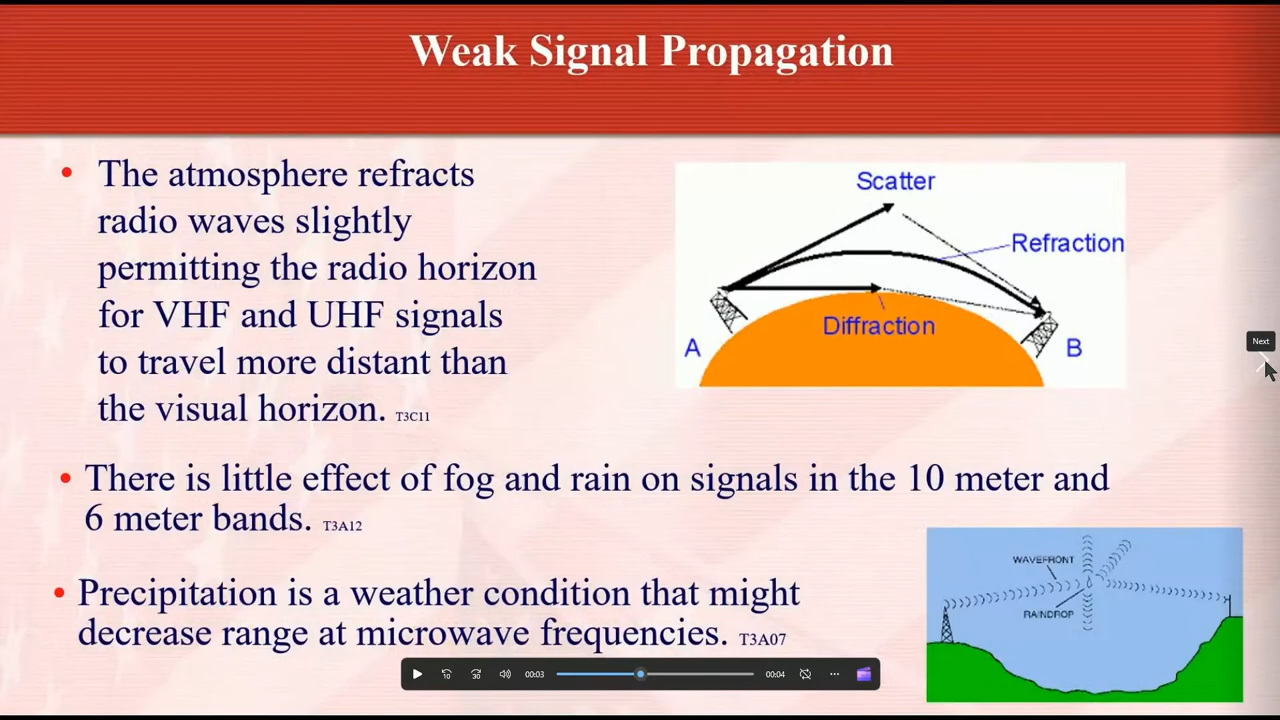 Weak Signal Propagation
• The atmosphere refracts
radio waves slightly
permitting the radio horizon
for VHF and UHF signals
to travel more distant than
the visual horizon. T3C11
Scatter
Refraction
Diffraction
A
B
Next
• There is little effect of fog and rain on signals in the 10 meter and
6 meter bands. T3A12
• Precipitation is a weather condition that might
decrease range at microwave frequencies. T3A07
WAVEFRONT
RAINDROP
10
30
00:03
00:04